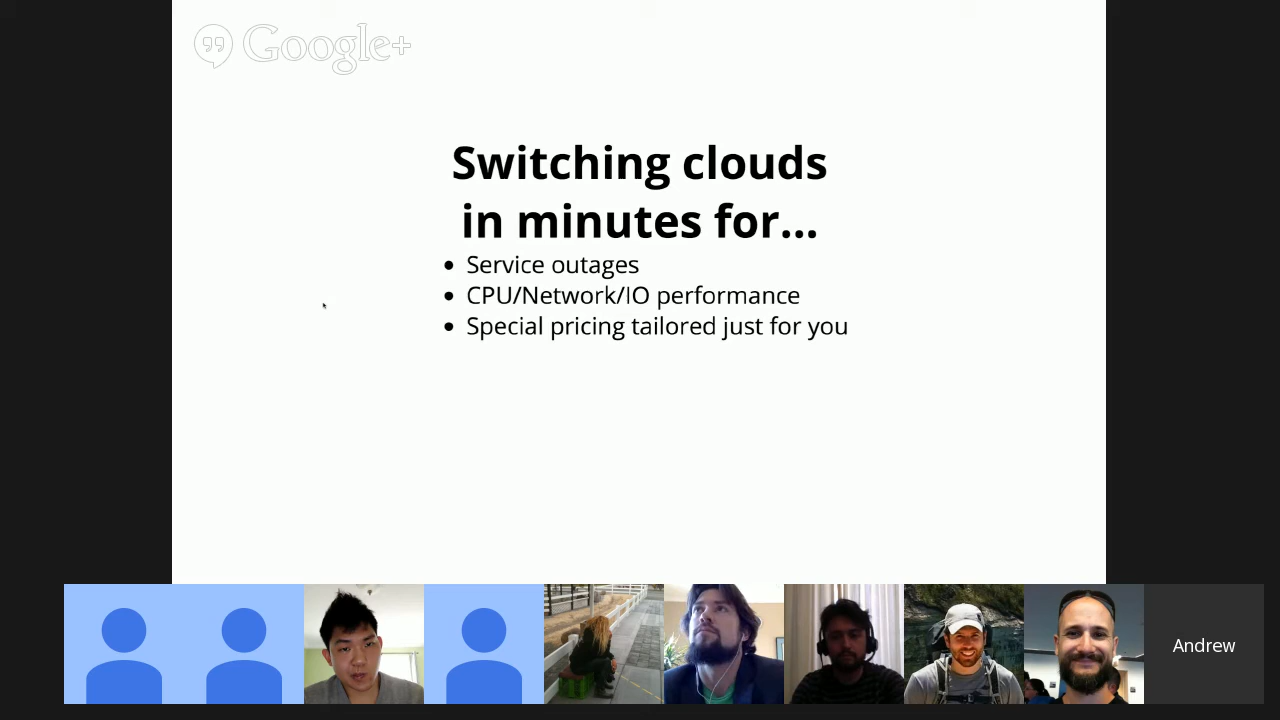 Google+
Switching clouds
in minutes for...
• Service outages
• CPU/Network/IO performance
• Special pricing tailored just for you
Andrew